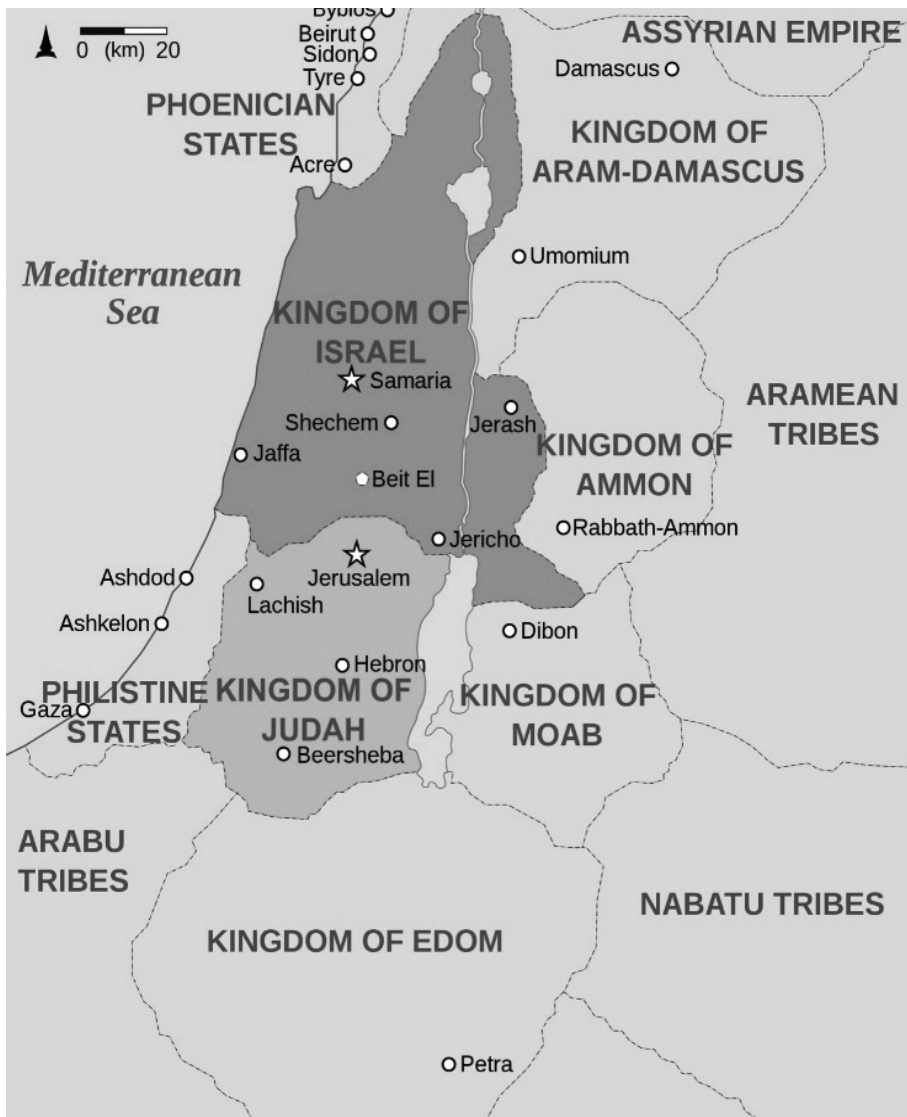 Byblos
Beirut
Sidon
Tyre
0 (km) 20
ASSYRIAN EMPIRE
Damascus
PHOENICIAN
STATES
KINGDOM OF
ARAM-DAMASCUS
Acre
Umomium
Mediterranean
Sea
KINGDOM OF
ISRAEL
Samaria
Shechem
Jerash
ARAMEAN
TRIBES
KINGDOM OF
AMMON
Jaffa
Beit El
Rabbath-Ammon
Jericho
Jerusalem
Ashdod
Lachish
Ashkelon
Dibon
Hebron
PHILISTINE
STATES
Gaza
KINGDOM OF
JUDAH
KINGDOM OF
MOAB
Beersheba
ARABU
TRIBES
NABATU TRIBES
KINGDOM OF EDOM
Petra